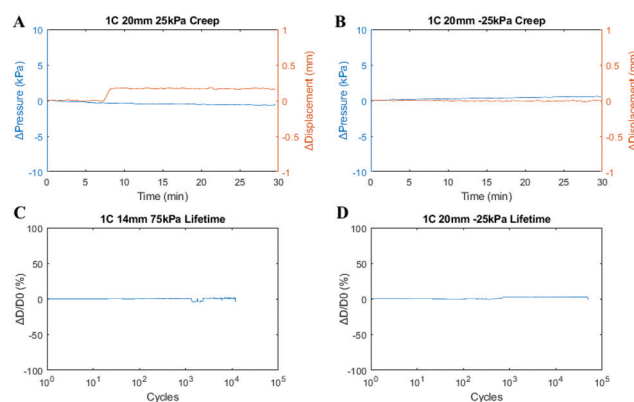 A
1C 20mm 25kPa Creep
10
5
0
-5
-10
ΔPressure (kPa)
1
0.5
0
-0.5
-1
ΔDisplacement (mm)
0 5 10 15 20 25 30
Time (min)
B
1C 20mm -25kPa Creep
10
5
0
-5
-10
ΔPressure (kPa)
1
0.5
0
-0.5
-1
ΔDisplacement (mm)
0 5 10 15 20 25 30
Time (min)
C
1C 14mm 75kPa Lifetime
100
50
0
-50
-100
ΔD/D0 (%)
10^0 10^1 10^2 10^3 10^4 10^5
Cycles
D
1C 20mm -25kPa Lifetime
100
50
0
-50
-100
ΔD/D0 (%)
10^0 10^1 10^2 10^3 10^4 10^5
Cycles